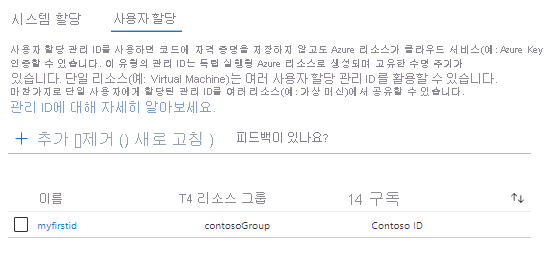 시스템 할당 사용자 할당
사용자 할당 관리 ID를 사용하면 코드에 자격 증명을 저장하지 않고도 Azure 리소스가 클라우드 서비스(예: Azure Key
인증할 수 있습니다. 이 유형의 관리 ID는 독립 실행형 Azure 리소스로 생성되며 고유한 수명 주기가
있습니다. 단일 리소스(예: Virtual Machine)는 여러 사용자 할당 관리 ID를 활용할 수 있습니다.
마찬가지로 단일 사용자에게 할당된 관리 ID를 여러 리소스(예: 가상 머신)에서 공유할 수 있습니다.
관리 ID에 대해 자세히 알아보세요.
+ 추가 []제거 () 새로 고침 ) 피드백이 있나요?
이름 T4 리소스 그룹 14 구독 ↑↓
myfirstid contosoGroup Contoso ID